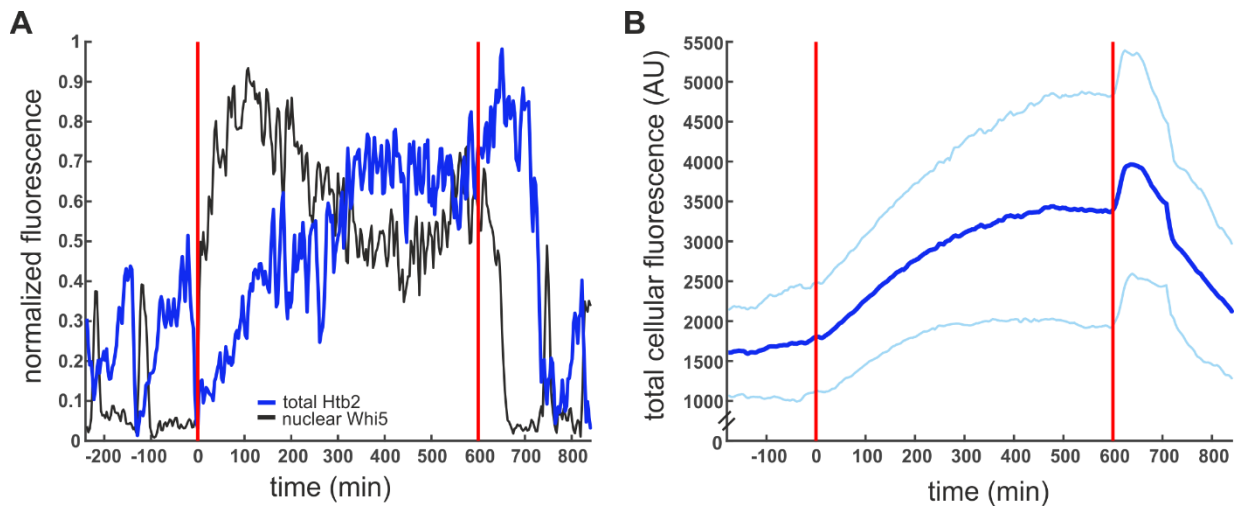 A
normalized fluorescence
1
0.9
0.8
0.7
0.6
0.5
0.4
0.3
0.2
0.1
0
total Htb2
nuclear Whi5
-200 -100 0 100 200 300 400 500 600 700 800
time (min)
B
total cellular fluorescence (AU)
5500
5000
4500
4000
3500
3000
2500
2000
1500
1000
0
-100 0 100 200 300 400 500 600 700 800
time (min)